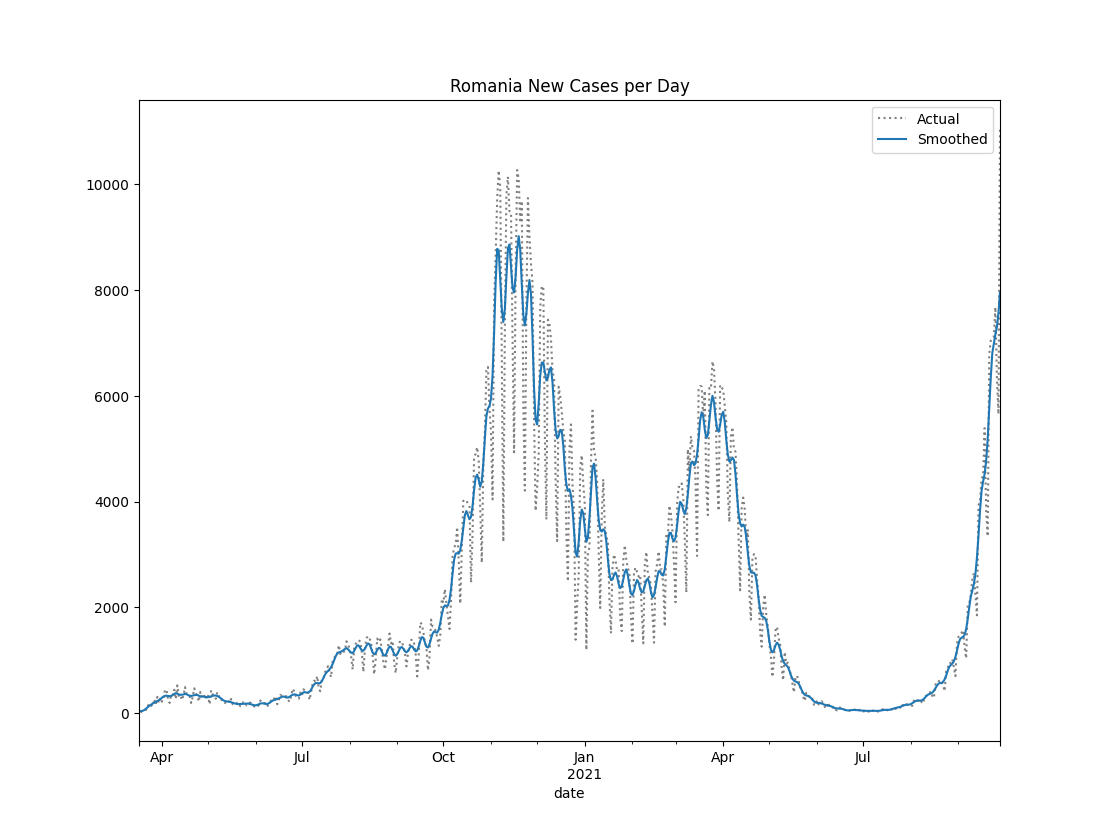 Romania New Cases per Day
Actual
Smoothed
10000
8000
6000
4000
2000
0
Apr Jul Oct Jan Apr Jul
2021
date